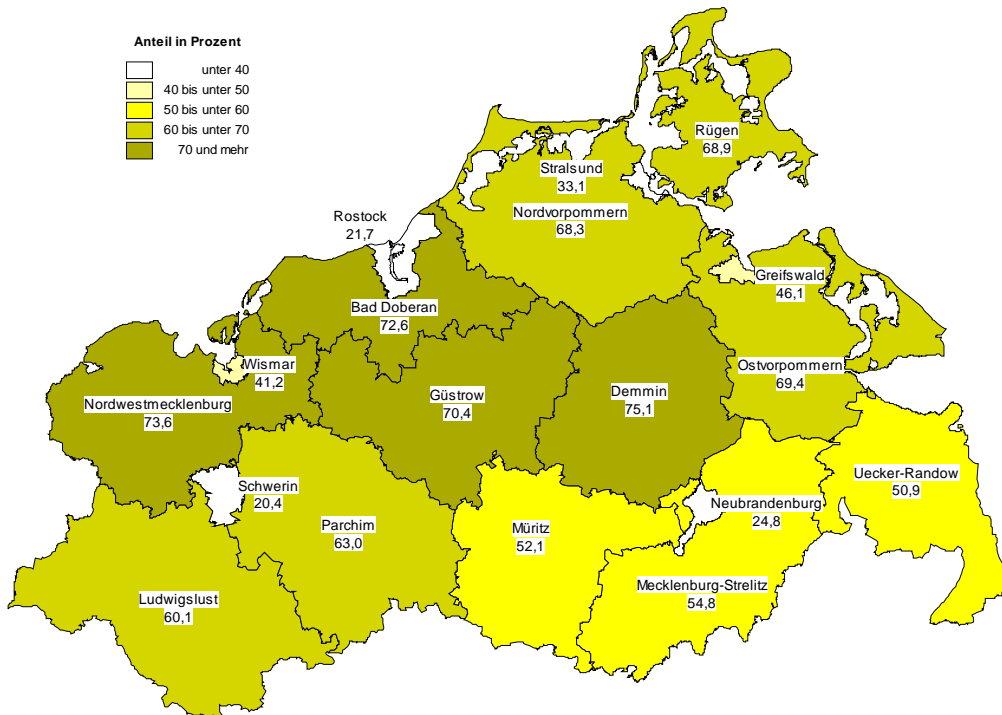 Anteil in Prozent
unter 40
40 bis unter 50
50 bis unter 60
60 bis unter 70
70 und mehr
Rügen
68,9
Stralsund
33,1
Nordvorpommern
68,3
Rostock
21,7
Greifswald
46,1
Bad Doberan
72,6
Wismar
41,2
Ostvorpommern
69,4
Güstrow
70,4
Demmin
75,1
Nordwestmecklenburg
73,6
Uecker-Randow
50,9
Schwerin
20,4
Neubrandenburg
24,8
Parchim
63,0
Müritz
52,1
Mecklenburg-Strelitz
54,8
Ludwigslust
60,1